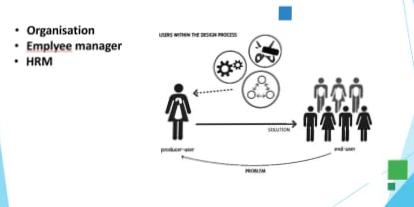 • Organisation
• Emplyee manager
• HRM
USERS WITHIN THE DESIGN PROCESS
SOLUTION
producer-user
end-user
PROBLEM